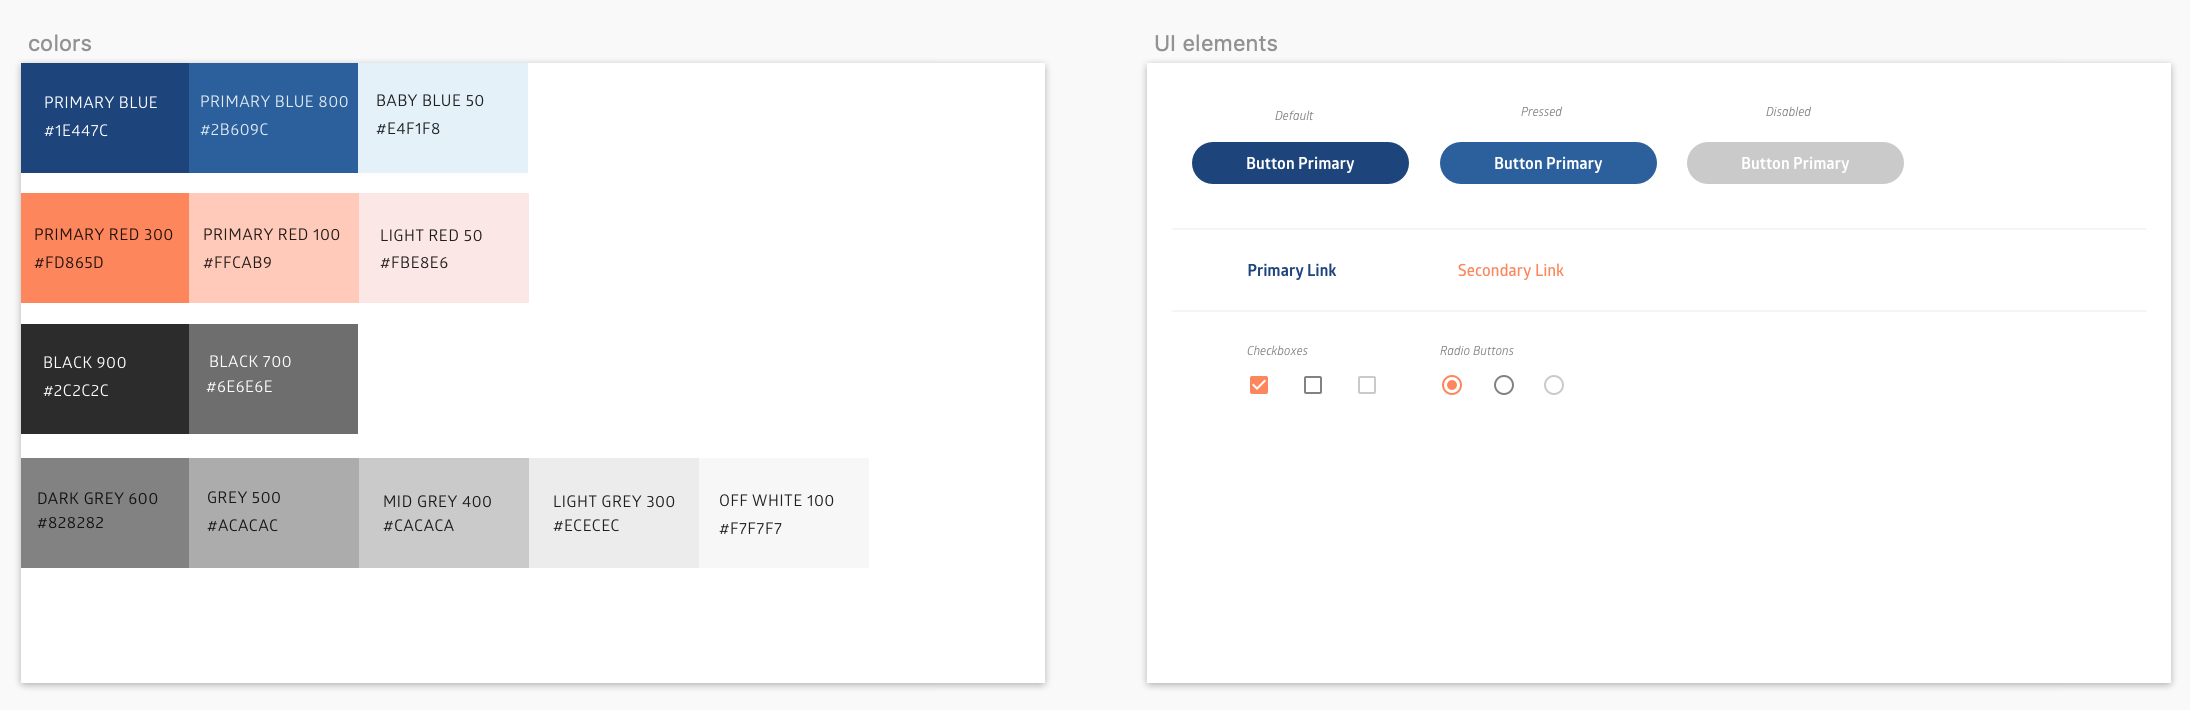 colors
PRIMARY BLUE
#1E447C
PRIMARY BLUE 800
#2B609C
BABY BLUE 50
#E4F1F8
PRIMARY RED 300
#FD865D
PRIMARY RED 100
#FFCAB9
LIGHT RED 50
#FBE8E6
BLACK 900
#2C2C2C
BLACK 700
#6E6E6E
DARK GREY 600
#828282
GREY 500
#ACACAC
MID GREY 400
#CACACA
LIGHT GREY 300
#ECECEC
OFF WHITE 100
#F7F7F7
UI elements
Default
Pressed
Disabled
Button Primary
Button Primary
Button Primary
Primary Link
Secondary Link
Checkboxes
Radio Buttons